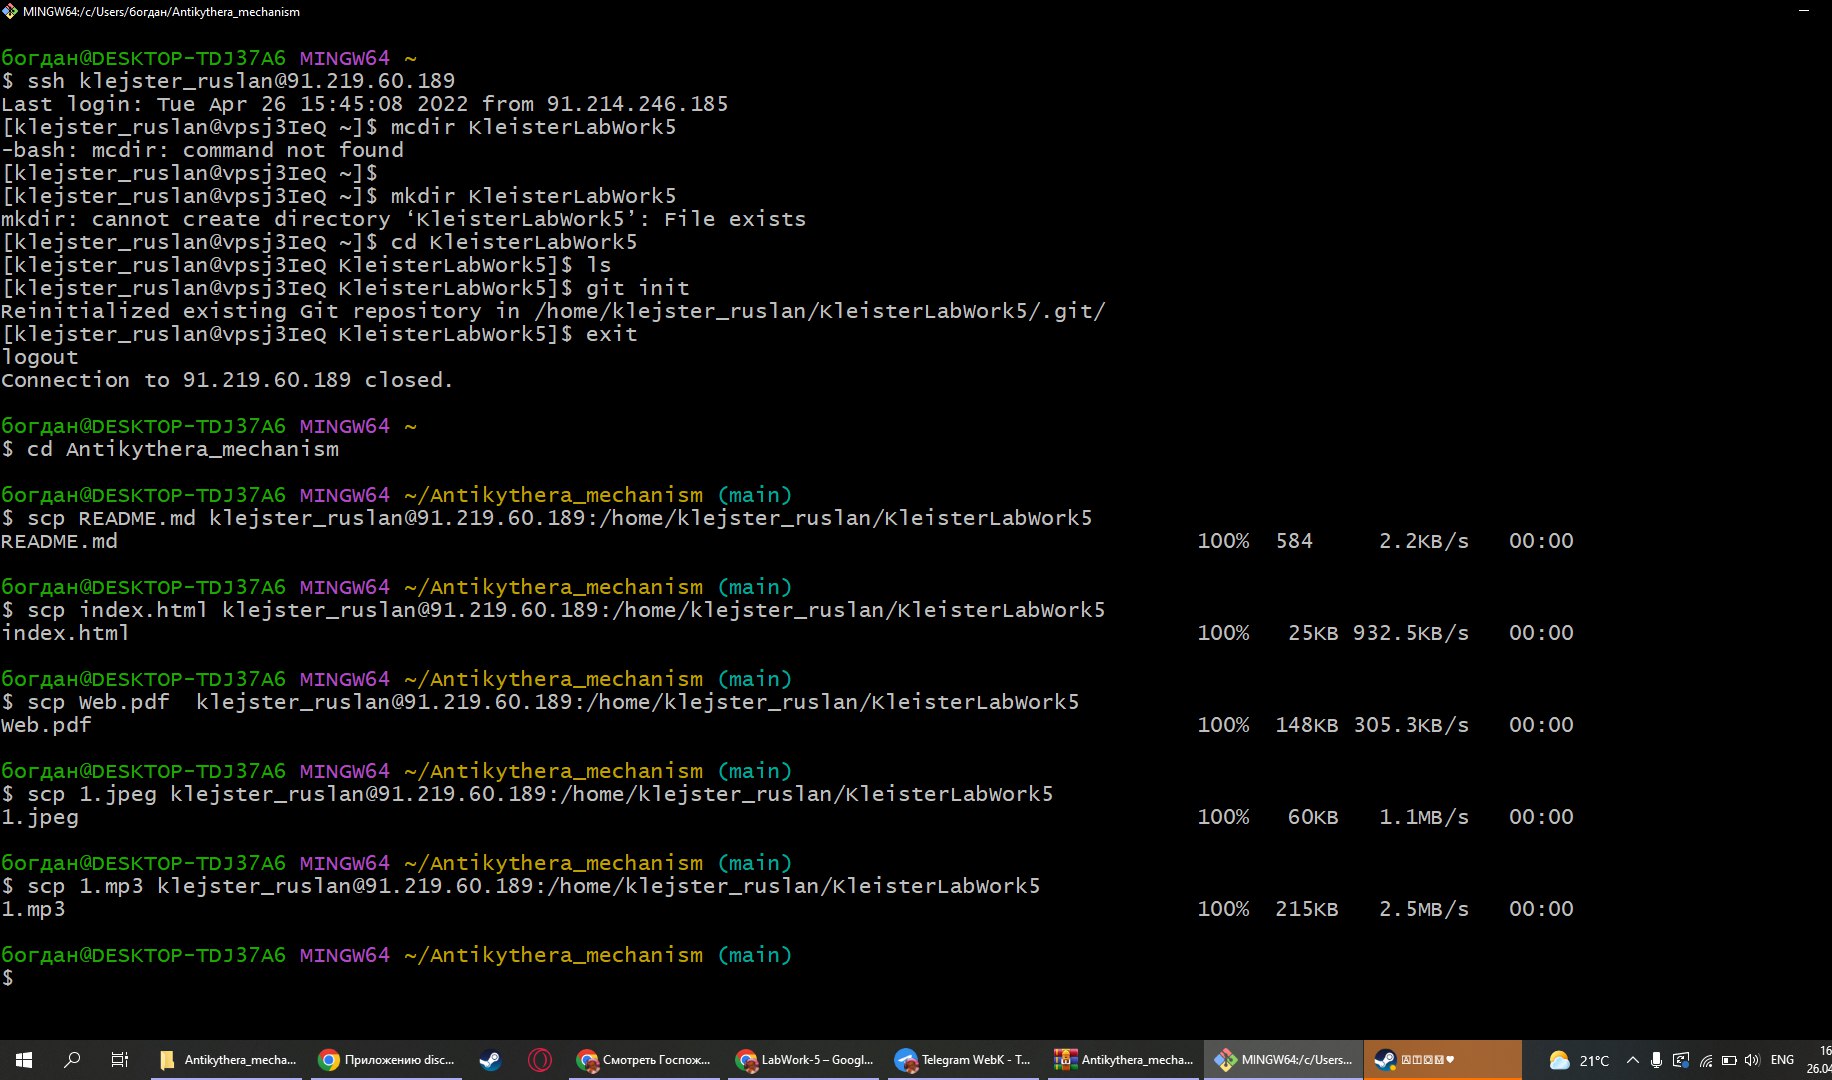 MINGW64:/c/Users/богдан/Antikythera_mechanism
богдан@DESKTOP-TDJ37A6 MINGW64 ~
$ ssh klejster_ruslan@91.219.60.189
Last login: Tue Apr 26 15:45:08 2022 from 91.214.246.185
[klejster_ruslan@vpsj3IeQ ~]$ mcdir KleisterLabWork5
-bash: mcdir: command not found
[klejster_ruslan@vpsj3IeQ ~]$
[klejster_ruslan@vpsj3IeQ ~]$ mkdir KleisterLabWork5
mkdir: cannot create directory ‘KleisterLabWork5’: File exists
[klejster_ruslan@vpsj3IeQ ~]$ cd KleisterLabWork5
[klejster_ruslan@vpsj3IeQ KleisterLabWork5]$ ls
[klejster_ruslan@vpsj3IeQ KleisterLabWork5]$ git init
Reinitialized existing Git repository in /home/klejster_ruslan/KleisterLabWork5/.git/
[klejster_ruslan@vpsj3IeQ KleisterLabWork5]$ exit
logout
Connection to 91.219.60.189 closed.
богдан@DESKTOP-TDJ37A6 MINGW64 ~
$ cd Antikythera_mechanism
богдан@DESKTOP-TDJ37A6 MINGW64 ~/Antikythera_mechanism (main)
$ scp README.md klejster_ruslan@91.219.60.189:/home/klejster_ruslan/KleisterLabWork5
README.md 100% 584 2.2KB/s 00:00
богдан@DESKTOP-TDJ37A6 MINGW64 ~/Antikythera_mechanism (main)
$ scp index.html klejster_ruslan@91.219.60.189:/home/klejster_ruslan/KleisterLabWork5
index.html 100% 25KB 932.5KB/s 00:00
богдан@DESKTOP-TDJ37A6 MINGW64 ~/Antikythera_mechanism (main)
$ scp Web.pdf  klejster_ruslan@91.219.60.189:/home/klejster_ruslan/KleisterLabWork5
Web.pdf 100% 148KB 305.3KB/s 00:00
богдан@DESKTOP-TDJ37A6 MINGW64 ~/Antikythera_mechanism (main)
$ scp 1.jpeg klejster_ruslan@91.219.60.189:/home/klejster_ruslan/KleisterLabWork5
1.jpeg 100% 60KB 1.1MB/s 00:00
богдан@DESKTOP-TDJ37A6 MINGW64 ~/Antikythera_mechanism (main)
$ scp 1.mp3 klejster_ruslan@91.219.60.189:/home/klejster_ruslan/KleisterLabWork5
1.mp3 100% 215KB 2.5MB/s 00:00
богдан@DESKTOP-TDJ37A6 MINGW64 ~/Antikythera_mechanism (main)
$
Antikythera_mecha... Приложению disc... Смотреть Госпож... LabWork-5 – Googl... Telegram WebK - T... Antikythera_mecha... MINGW64:/c/Users... 21°C ENG 16
26.04